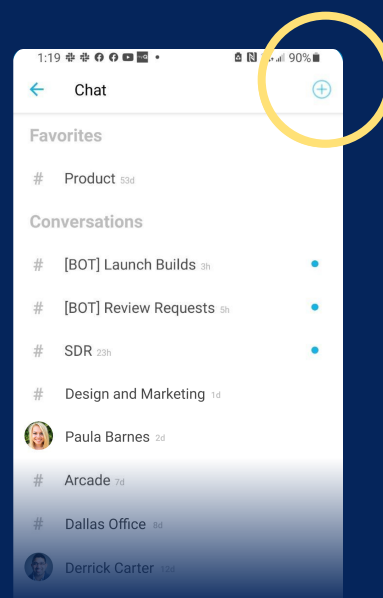 1:19 90%
Chat
Favorites
# Product 53d
Conversations
# [BOT] Launch Builds 3h
# [BOT] Review Requests 5h
# SDR 23h
# Design and Marketing 1d
Paula Barnes 2d
# Arcade 7d
# Dallas Office 8d
Derrick Carter 12d